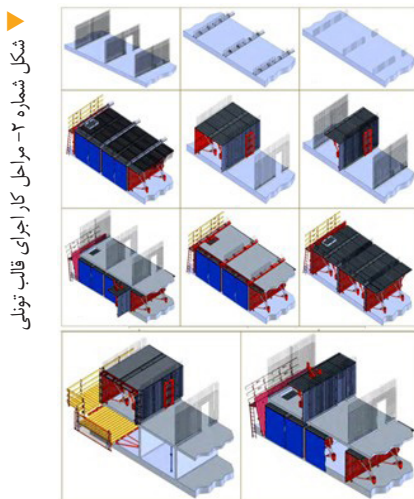 شکل شماره ۲- مراحل کار اجرای قالب تونلی